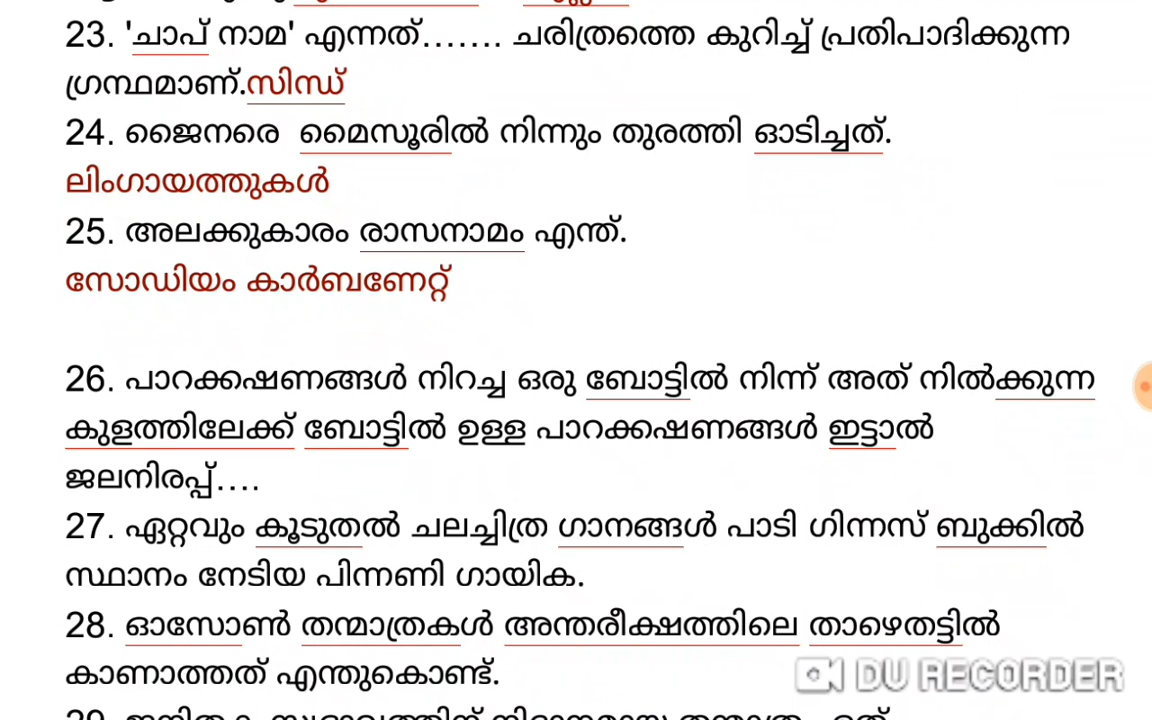 23. 'ചാപ് നാമ' എന്നത്....... ചരിത്രത്തെ കുറിച്ച് പ്രതിപാദിക്കുന്ന
ഗ്രന്ഥമാണ്.സിന്ധ്
24. ജൈനരെ മൈസൂരിൽ നിന്നും തുരത്തി ഓടിച്ചത്.
ലിംഗായത്തുകൾ
25. അലക്കുകാരം രാസനാമം എന്ത്.
സോഡിയം കാർബണേറ്റ്
26. പാറക്കഷണങ്ങൾ നിറച്ച ഒരു ബോട്ടിൽ നിന്ന് അത് നിൽക്കുന്ന
കുളത്തിലേക്ക് ബോട്ടിൽ ഉള്ള പാറക്കഷണങ്ങൾ ഇട്ടാൽ
ജലനിരപ്പ്....
27. ഏറ്റവും കൂടുതൽ ചലച്ചിത്ര ഗാനങ്ങൾ പാടി ഗിന്നസ് ബുക്കിൽ
സ്ഥാനം നേടിയ പിന്നണി ഗായിക.
28. ഓസോൺ തന്മാത്രകൾ അന്തരീക്ഷത്തിലെ താഴെതട്ടിൽ
കാണാത്തത് എന്തുകൊണ്ട്.
DU RECORDER